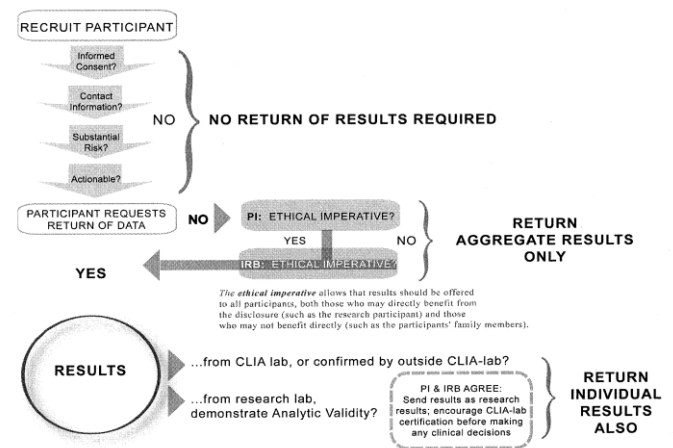 RECRUIT PARTICIPANT
Informed
Consent?
Contact
Information?
Substantial
Risk?
Actionable?
NO
NO RETURN OF RESULTS REQUIRED
PARTICIPANT REQUESTS
RETURN OF DATA
NO
PI: ETHICAL IMPERATIVE?
YES
NO
IRB: ETHICAL IMPERATIVE?
RETURN
AGGREGATE RESULTS
ONLY
YES
The ethical imperative allows that results should be offered
to all participants, both those who may directly benefit from
the disclosure (such as the research participant) and those
who may not benefit directly (such as the participants' family members).
RESULTS
...from CLIA lab, or confirmed by outside CLIA-lab?
...from research lab,
demonstrate Analytic Validity?
PI & IRB AGREE:
Send results as research
results; encourage CLIA-lab
certification before making
any clinical decisions
RETURN
INDIVIDUAL
RESULTS
ALSO